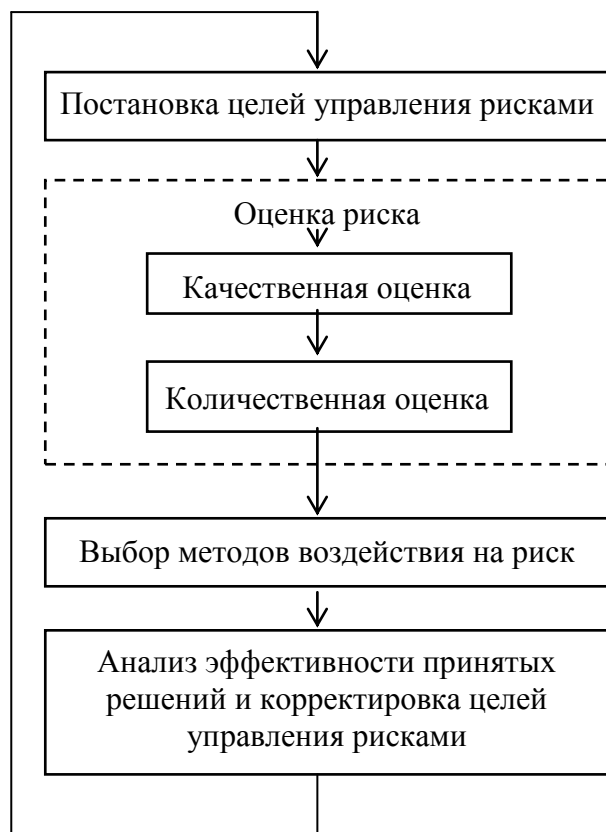 Постановка целей управления рисками
Оценка риска
Качественная оценка
Количественная оценка
Выбор методов воздействия на риск
Анализ эффективности принятых
решений и корректировка целей
управления рисками